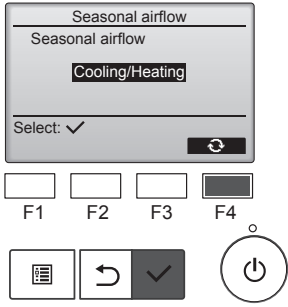 Seasonal airflow
Seasonal airflow
Cooling/Heating
Select: ✓
F1 F2 F3 F4